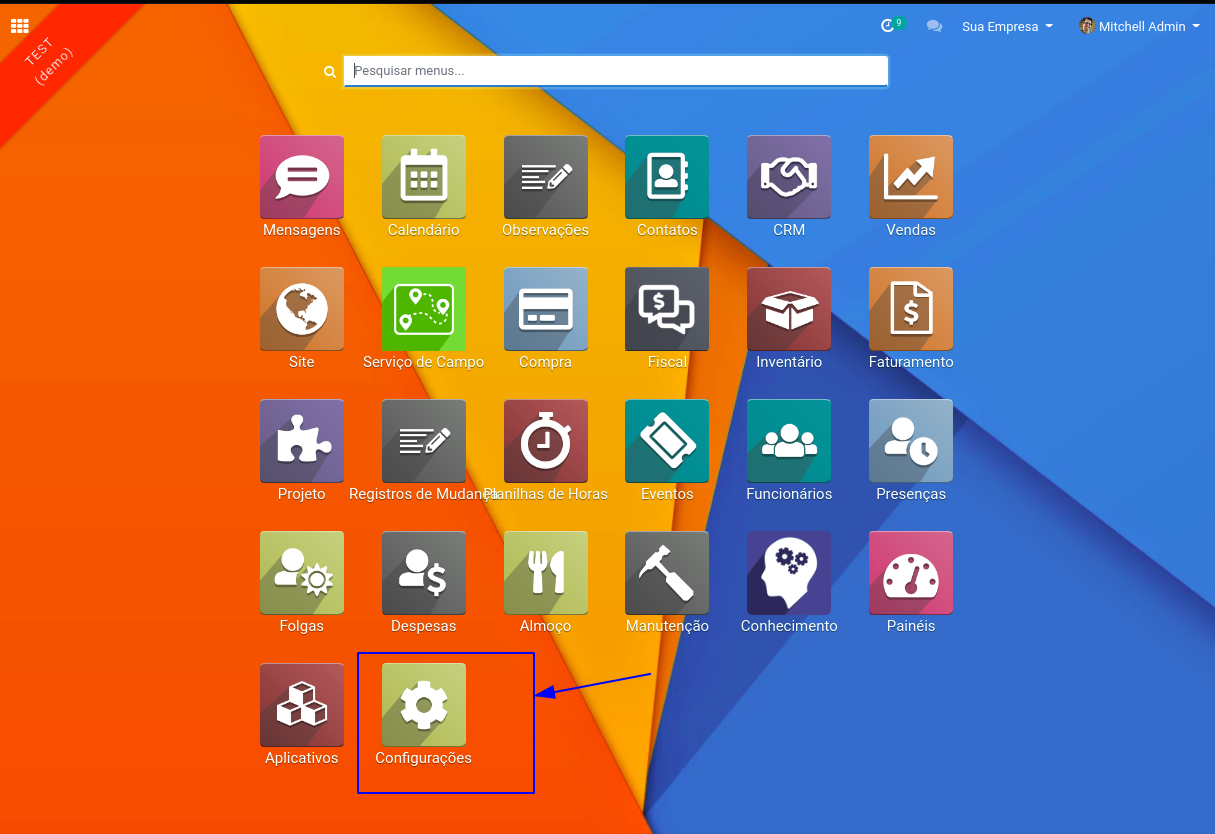 TEST
(demo)
9
Sua Empresa
Mitchell Admin
Pesquisar menus...
Mensagens
Calendário
Observações
Contatos
CRM
Vendas
Site
Serviço de Campo
Compra
Fiscal
Inventário
Faturamento
Projeto
Registros de Mudança
Planilhas de Horas
Eventos
Funcionários
Presenças
Folgas
Despesas
Almoço
Manutenção
Conhecimento
Painéis
Aplicativos
Configurações